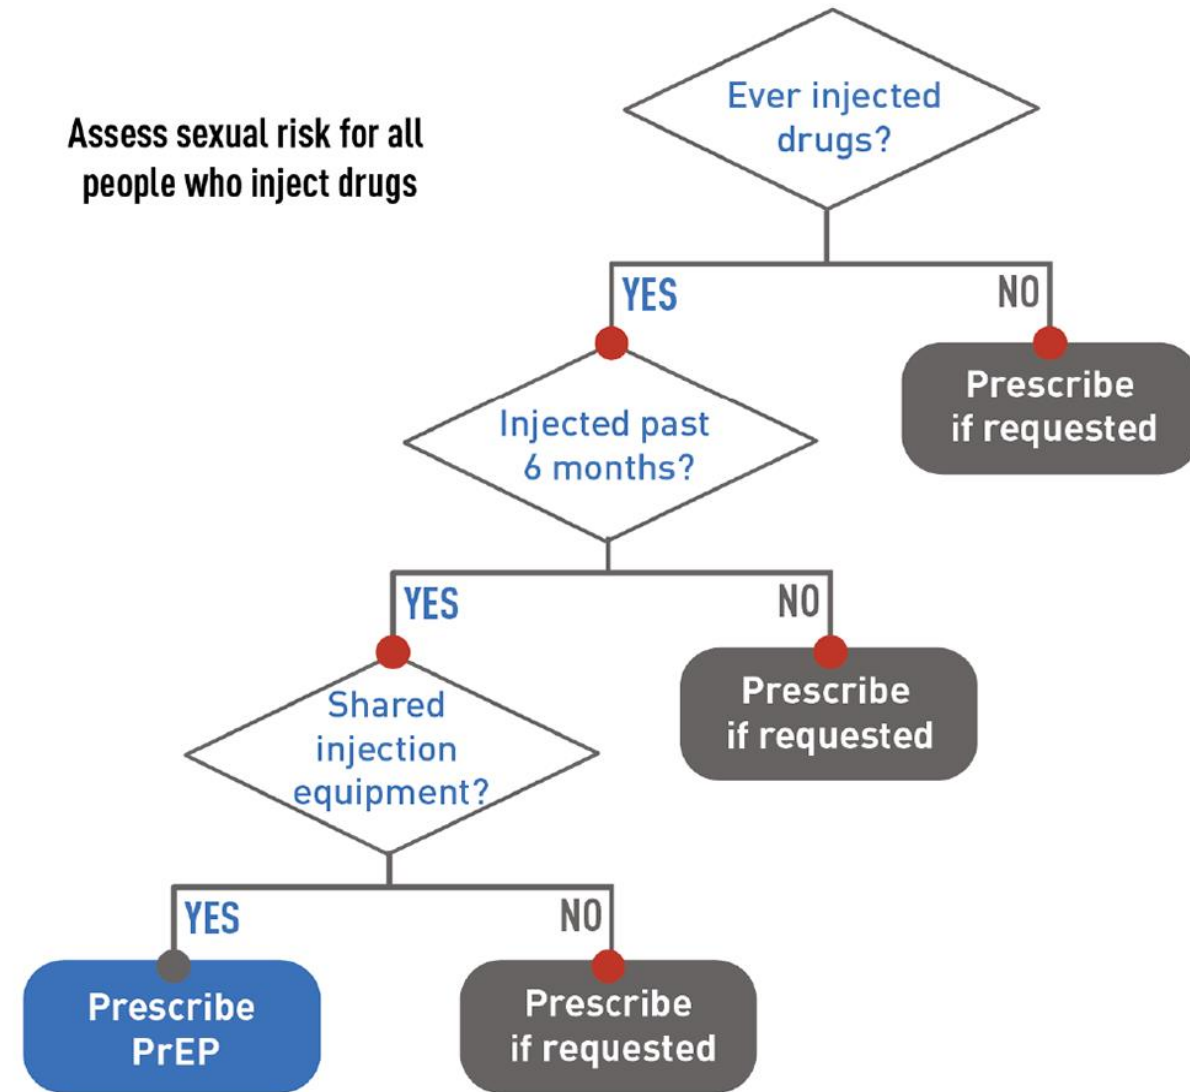 Assess sexual risk for all
people who inject drugs
Ever injected
drugs?
YES
NO
Prescribe
if requested
Injected past
6 months?
YES
NO
Prescribe
if requested
Shared
injection
equipment?
YES
NO
Prescribe
PrEP
Prescribe
if requested